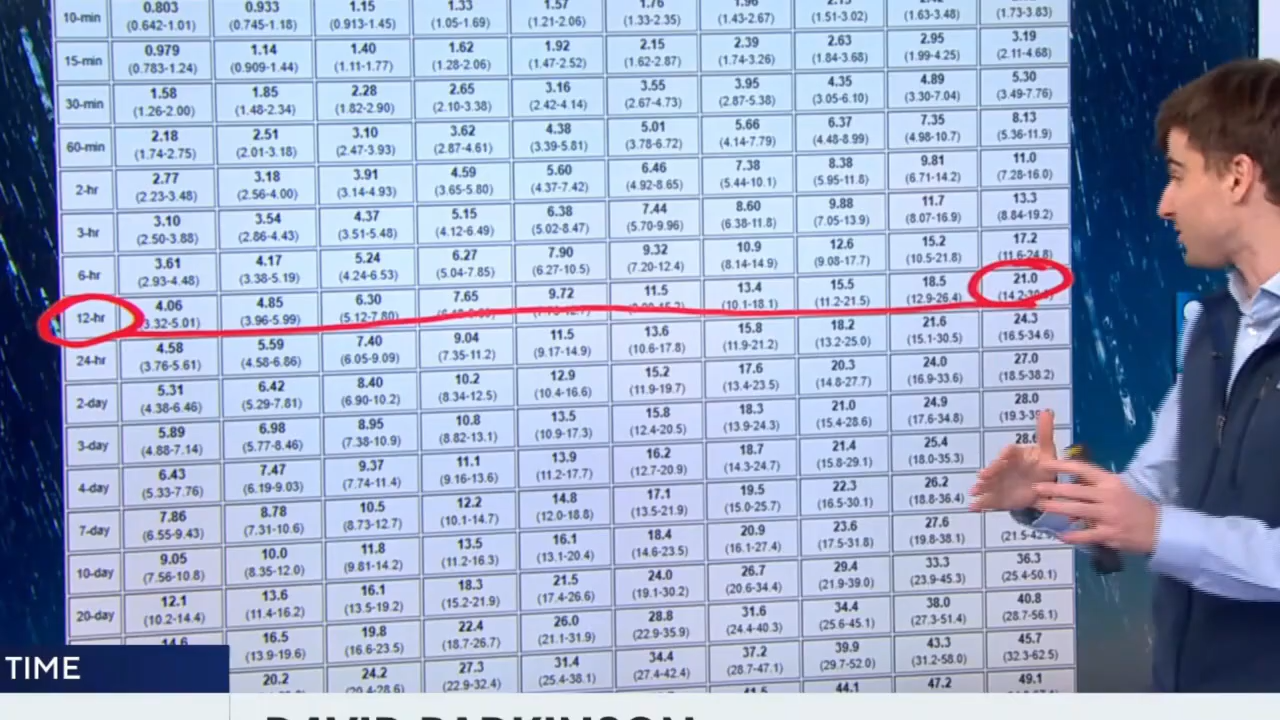 10-min 0.803 0.933 1.15 1.33 1.57 1.76 1.96
(0.642-1.01) (0.745-1.18) (0.913-1.45) (1.05-1.69) (1.21-2.06) (1.33-2.35) (1.43-2.67) (1.51-3.02) (1.63-3.48) (1.73-3.83)
15-min 0.979 1.14 1.40 1.62 1.92 2.15 2.39 2.63 2.95 3.19
(0.783-1.24) (0.909-1.44) (1.11-1.77) (1.28-2.06) (1.47-2.52) (1.62-2.87) (1.74-3.26) (1.84-3.68) (1.99-4.25) (2.11-4.68)
30-min 1.58 1.85 2.28 2.65 3.16 3.55 3.95 4.35 4.89 5.30
(1.26-2.00) (1.48-2.34) (1.82-2.90) (2.10-3.38) (2.42-4.14) (2.67-4.73) (2.87-5.38) (3.05-6.10) (3.30-7.04) (3.49-7.76)
60-min 2.18 2.51 3.10 3.62 4.38 5.01 5.66 6.37 7.35 8.13
(1.74-2.75) (2.01-3.18) (2.47-3.93) (2.87-4.61) (3.39-5.81) (3.78-6.72) (4.14-7.79) (4.48-8.99) (4.98-10.7) (5.36-11.9)
2-hr 2.77 3.18 3.91 4.59 5.60 6.46 7.38 8.38 9.81 11.0
(2.23-3.48) (2.56-4.00) (3.14-4.93) (3.65-5.80) (4.37-7.42) (4.92-8.65) (5.44-10.1) (5.95-11.8) (6.71-14.2) (7.28-16.0)
3-hr 3.10 3.54 4.37 5.15 6.38 7.44 8.60 9.88 11.7 13.3
(2.50-3.88) (2.86-4.43) (3.51-5.48) (4.12-6.49) (5.02-8.47) (5.70-9.96) (6.38-11.8) (7.05-13.9) (8.07-16.9) (8.84-19.2)
6-hr 3.61 4.17 5.24 6.27 7.90 9.32 10.9 12.6 15.2 17.2
(2.93-4.48) (3.38-5.19) (4.24-6.53) (5.04-7.85) (6.27-10.5) (7.20-12.4) (8.14-14.9) (9.08-17.7) (10.5-21.8) (11.6-24.8)
12-hr 4.06 4.85 6.30 7.65 9.72 11.5 13.4 15.5 18.5 21.0
3.32-5.01) (3.96-5.99) (5.12-7.80) (10.1-18.1) (11.2-21.5) (12.9-26.4)
24-hr 4.58 5.59 7.40 9.04 11.5 13.6 15.8 18.2 21.6 24.3
(3.76-5.61) (4.58-6.86) (6.05-9.09) (7.35-11.2) (9.17-14.9) (10.6-17.8) (11.9-21.2) (13.2-25.0) (15.1-30.5) (16.5-34.6)
2-day 5.31 6.42 8.40 10.2 12.9 15.2 17.6 20.3 24.0 27.0
(4.38-6.46) (5.29-7.81) (6.90-10.2) (8.34-12.5) (10.4-16.6) (11.9-19.7) (13.4-23.5) (14.8-27.7) (16.9-33.6) (18.5-38.2)
3-day 5.89 6.98 8.95 10.8 13.5 15.8 18.3 21.0 24.9 28.0
(4.88-7.14) (5.77-8.46) (7.38-10.9) (8.82-13.1) (10.9-17.3) (12.4-20.5) (13.9-24.3) (15.4-28.6) (17.6-34.8)
4-day 6.43 7.47 9.37 11.1 13.9 16.2 18.7 21.4 25.4
(5.33-7.76) (6.19-9.03) (7.74-11.4) (9.16-13.6) (11.2-17.7) (12.7-20.9) (14.3-24.7) (15.8-29.1) (18.0-35.3)
7-day 7.86 8.78 10.5 12.2 14.8 17.1 19.5 22.3 26.2
(6.55-9.43) (7.31-10.6) (8.73-12.7) (10.1-14.7) (12.0-18.8) (13.5-21.9) (15.0-25.7) (16.5-30.1) (18.8-36.4)
10-day 9.05 10.0 11.8 13.5 16.1 18.4 20.9 23.6 27.6
(7.56-10.8) (8.35-12.0) (9.81-14.2) (11.2-16.3) (13.1-20.4) (14.6-23.5) (16.1-27.4) (17.5-31.8) (19.8-38.1)
20-day 12.1 13.6 16.1 18.3 21.5 24.0 26.7 29.4 33.3 36.3
(10.2-14.4) (11.4-16.2) (13.5-19.2) (15.2-21.9) (17.4-26.6) (19.1-30.2) (20.6-34.4) (21.9-39.0) (23.9-45.3) (25.4-50.1)
14.6 16.5 19.8 22.4 26.0 28.8 31.6 34.4 38.0 40.8
(13.9-19.6) (16.6-23.5) (18.7-26.7) (21.1-31.9) (22.9-35.9) (24.4-40.3) (25.6-45.1) (27.3-51.4) (28.7-56.1)
20.2 24.2 27.3 31.4 34.4 37.2 39.9 43.3 45.7
(20.4-28.6) (22.9-32.4) (25.4-38.1) (27.4-42.4) (28.7-47.1) (29.7-52.0) (31.2-58.0) (32.3-62.5)
41.5 44.1 47.2 49.1
TIME
DAVID PARKINSON